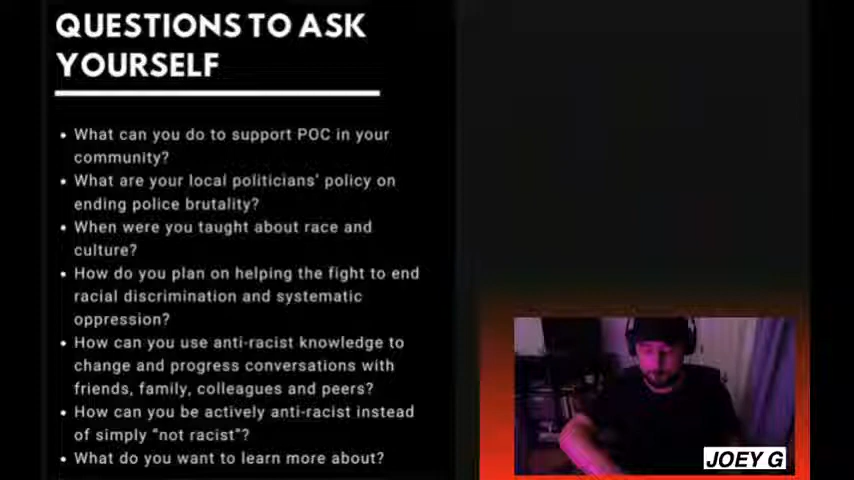 QUESTIONS TO ASK
YOURSELF
• What can you do to support POC in your
community?
• What are your local politicians' policy on
ending police brutality?
• When were you taught about race and
culture?
• How do you plan on helping the fight to end
racial discrimination and systematic
oppression?
• How can you use anti-racist knowledge to
change and progress conversations with
friends, family, colleagues and peers?
• How can you be actively anti-racist instead
of simply "not racist"?
• What do you want to learn more about?
JOEY G